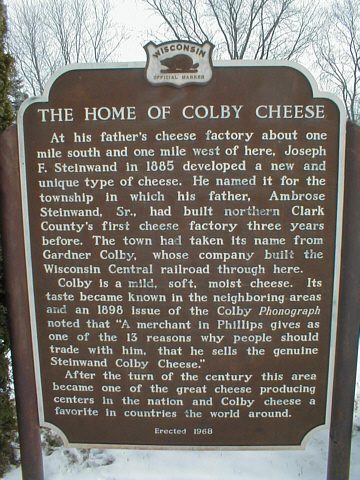 WISCONSIN
OFFICIAL MARKER
THE HOME OF COLBY CHEESE
At his father's cheese factory about one
mile south and one mile west of here, Joseph
F. Steinwand in 1885 developed a new and
unique type of cheese. He named it for the
township in which his father, Ambrose
Steinwand, Sr., had built northern Clark
County's first cheese factory three years
before. The town had taken its name from
Gardner Colby, whose company built the
Wisconsin Central railroad through here.
Colby is a mild, soft, moist cheese. Its
taste became known in the neighboring areas
and an 1898 issue of the Colby Phonograph
noted that "A merchant in Phillips gives as
one of the 13 reasons why people should
trade with him, that he sells the genuine
Steinwand Colby Cheese."
After the turn of the century this area
became one of the great cheese producing
centers in the nation and Colby cheese a
favorite in countries the world around.
Erected 1968